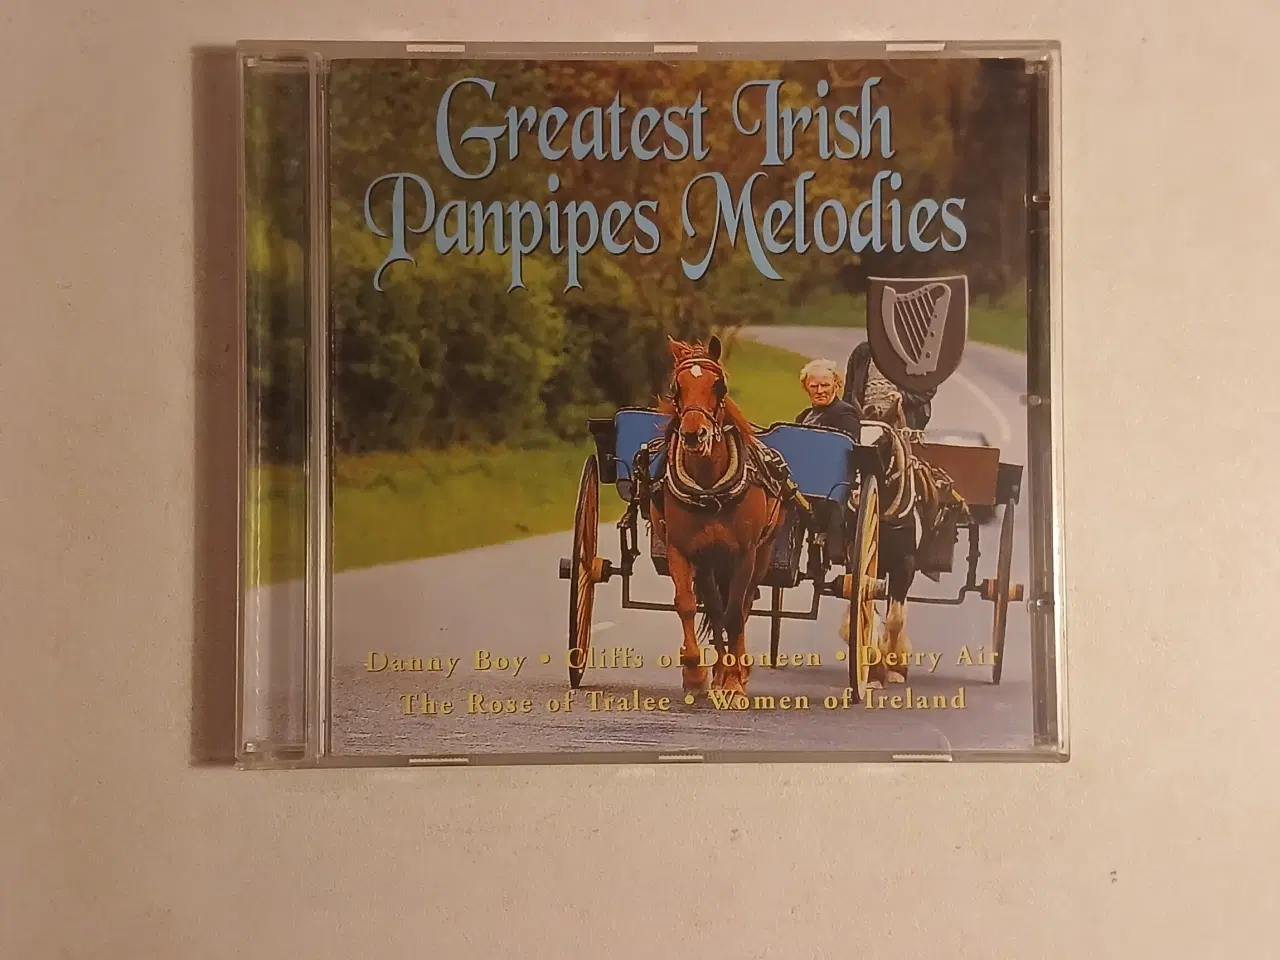 Greatest Irish
Panpipes Melodies
Danny Boy • Cliffs of Dooneen • Derry Air
The Rose of Tralee • Women of Ireland